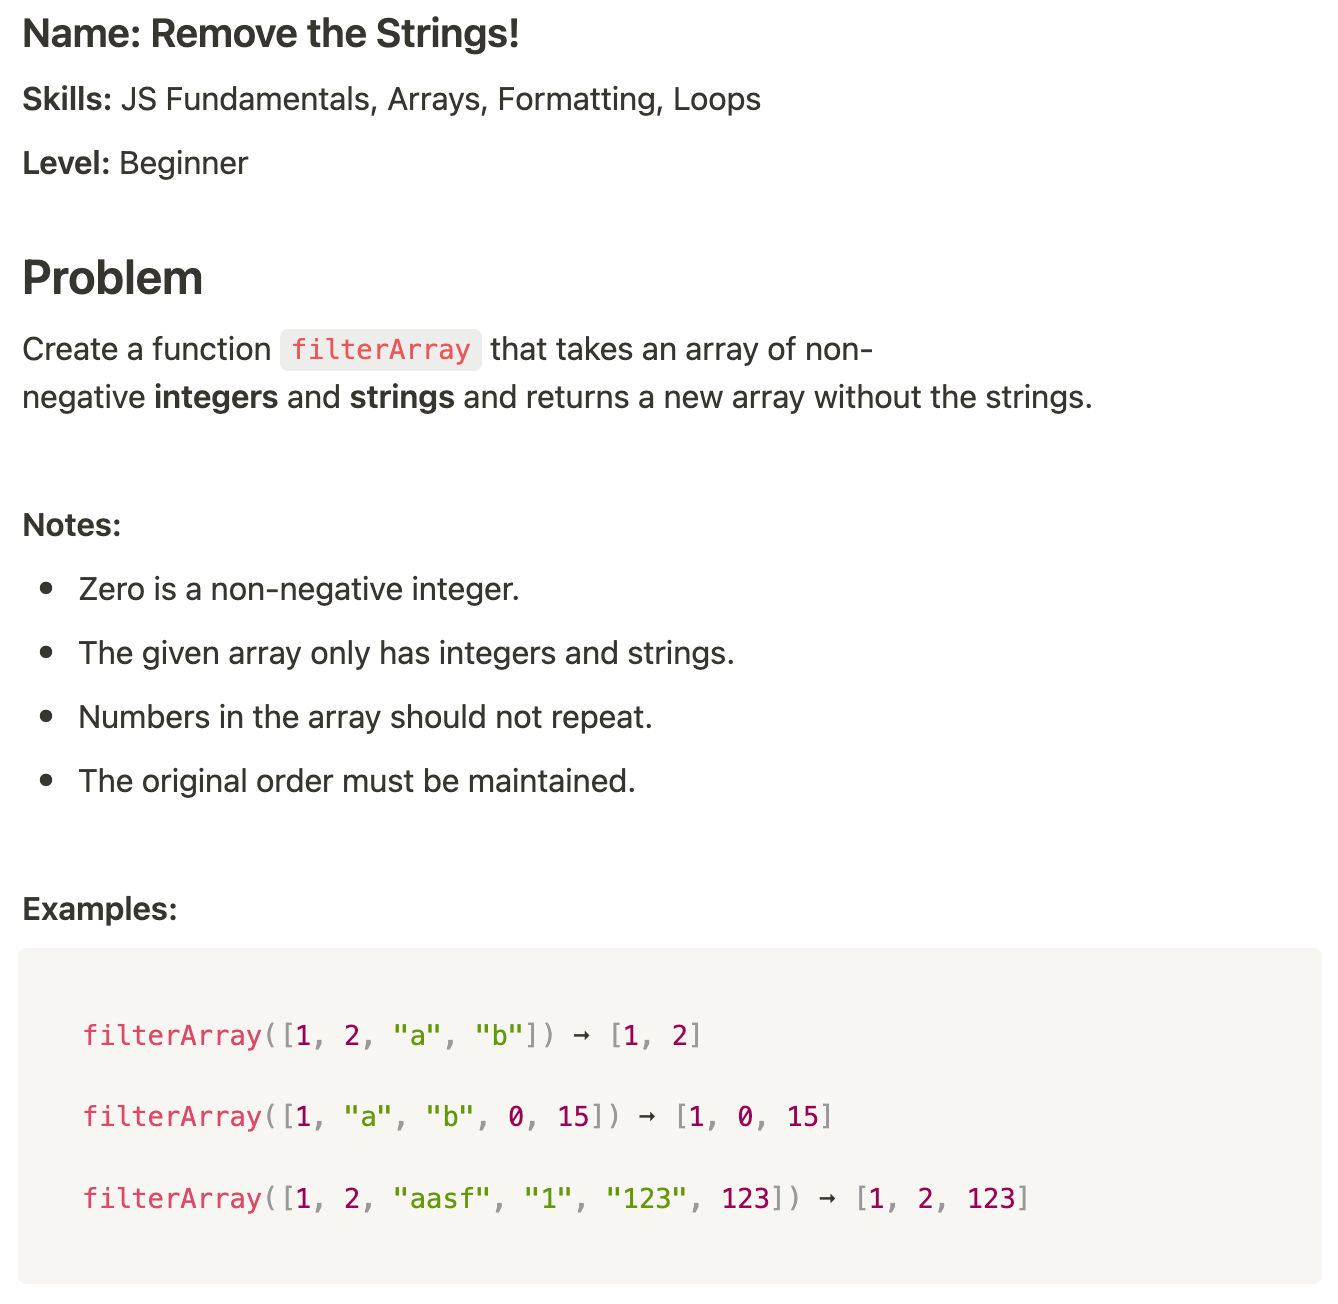 Name: Remove the Strings!
Skills: JS Fundamentals, Arrays, Formatting, Loops
Level: Beginner
Problem
Create a function filterArray that takes an array of non-
negative integers and strings and returns a new array without the strings.
Notes:
• Zero is a non-negative integer.
• The given array only has integers and strings.
• Numbers in the array should not repeat.
• The original order must be maintained.
Examples:
filterArray([1, 2, "a", "b"]) → [1, 2]
filterArray([1, "a", "b", 0, 15]) → [1, 0, 15]
filterArray([1, 2, "aasf", "1", "123", 123]) → [1, 2, 123]